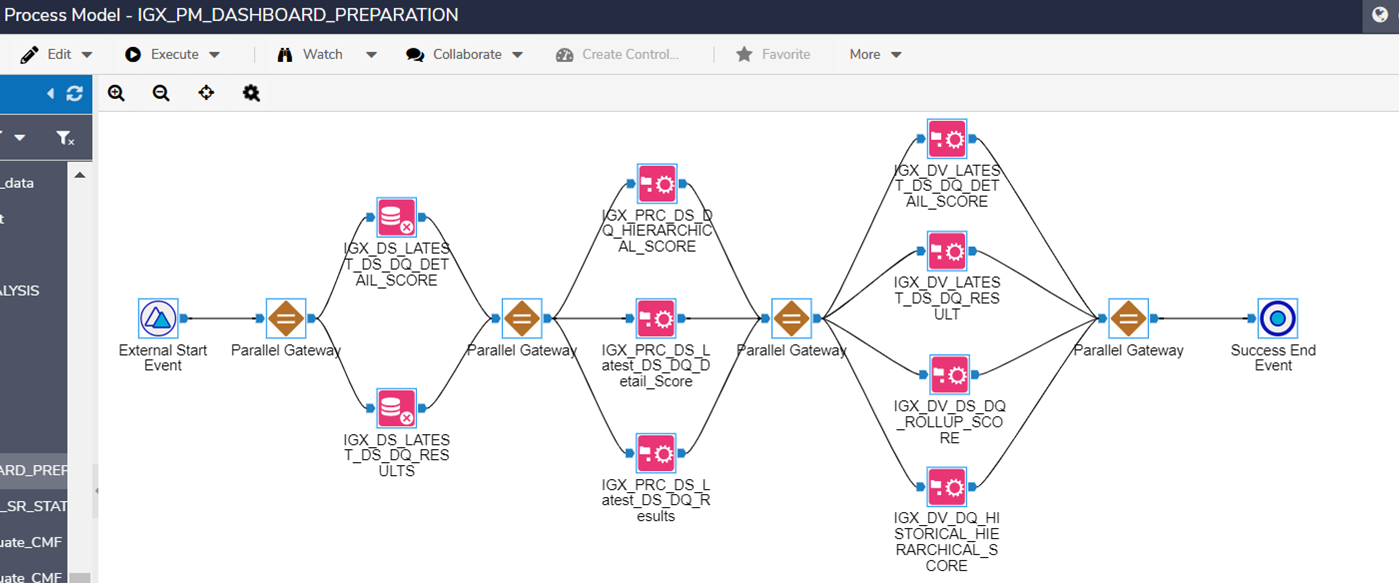 Process Model - IGX_PM_DASHBOARD_PREPARATION
Edit
Execute
Watch
Collaborate
Create Control...
Favorite
More
_data
t
ALYSIS
ARD_PREF
_SR_STAT
uate_CMF
uate_CMF
External Start
Event
Parallel Gateway
IGX_DS_LATES
T_DS_DQ_DET
AIL_SCORE
IGX_DS_LATES
T_DS_DQ_RES
ULTS
Parallel Gateway
IGX_PRC_DS_D
Q_HIERARCHIC
AL_SCORE
IGX_PRC_DS_L
atest_DS_DQ_D
etail_Score
IGX_PRC_DS_L
atest_DS_DQ_R
esults
Parallel Gateway
IGX_DV_LATES
T_DS_DQ_DET
AIL_SCORE
IGX_DV_LATES
T_DS_DQ_RES
ULT
IGX_DV_DS_DQ
_ROLLUP_SCO
RE
IGX_DV_DQ_HI
STORICAL_HIE
RARCHICAL_S
CORE
Parallel Gateway
Success End
Event